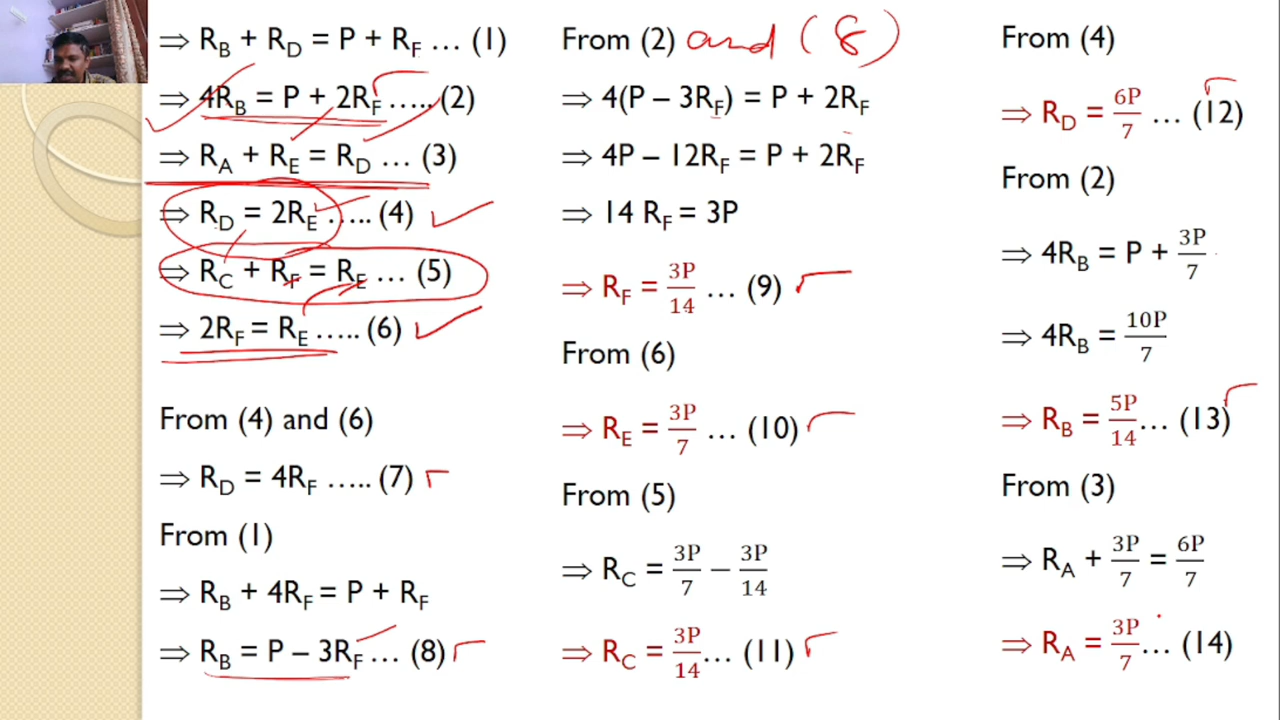 ⇒ R_B + R_D = P + R_F … (1)
⇒ 4R_B = P + 2R_F ….. (2)
⇒ R_A + R_E = R_D … (3)
⇒ R_D = 2R_E ….. (4)
⇒ R_C + R_F = R_E … (5)
⇒ 2R_F = R_E ….. (6)
From (4) and (6)
⇒ R_D = 4R_F ….. (7)
From (1)
⇒ R_B + 4R_F = P + R_F
⇒ R_B = P – 3R_F … (8)
From (2) and (8)
⇒ 4(P – 3R_F) = P + 2R_F
⇒ 4P – 12R_F = P + 2R_F
⇒ 14 R_F = 3P
⇒ R_F = 3P/14 … (9)
From (6)
⇒ R_E = 3P/7 … (10)
From (5)
⇒ R_C = 3P/7 − 3P/14
⇒ R_C = 3P/14 … (11)
From (4)
⇒ R_D = 6P/7 … (12)
From (2)
⇒ 4R_B = P + 3P/7
⇒ 4R_B = 10P/7
⇒ R_B = 5P/14 … (13)
From (3)
⇒ R_A + 3P/7 = 6P/7
⇒ R_A = 3P/7 … (14)